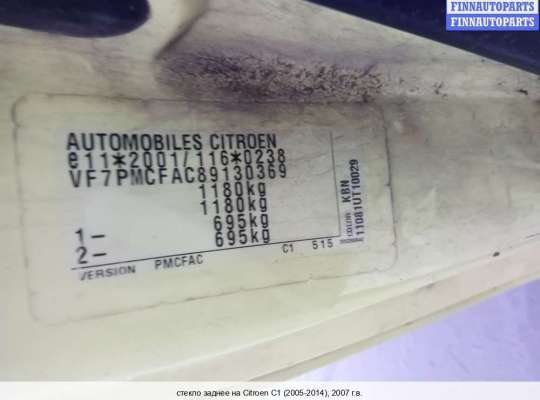 FINNAUTOPARTS
FINNAUTOPARTS
AUTOMOBILES CITROEN
e11*2001/116*0238
VF7PMCFAC89130369
1180kg
1180kg
1- 695kg
2- 695kg
VERSION PMCFAC C1 515
COLOR KBN
11081UT10029
стекло заднее на Citroen C1 (2005-2014), 2007 г.в.